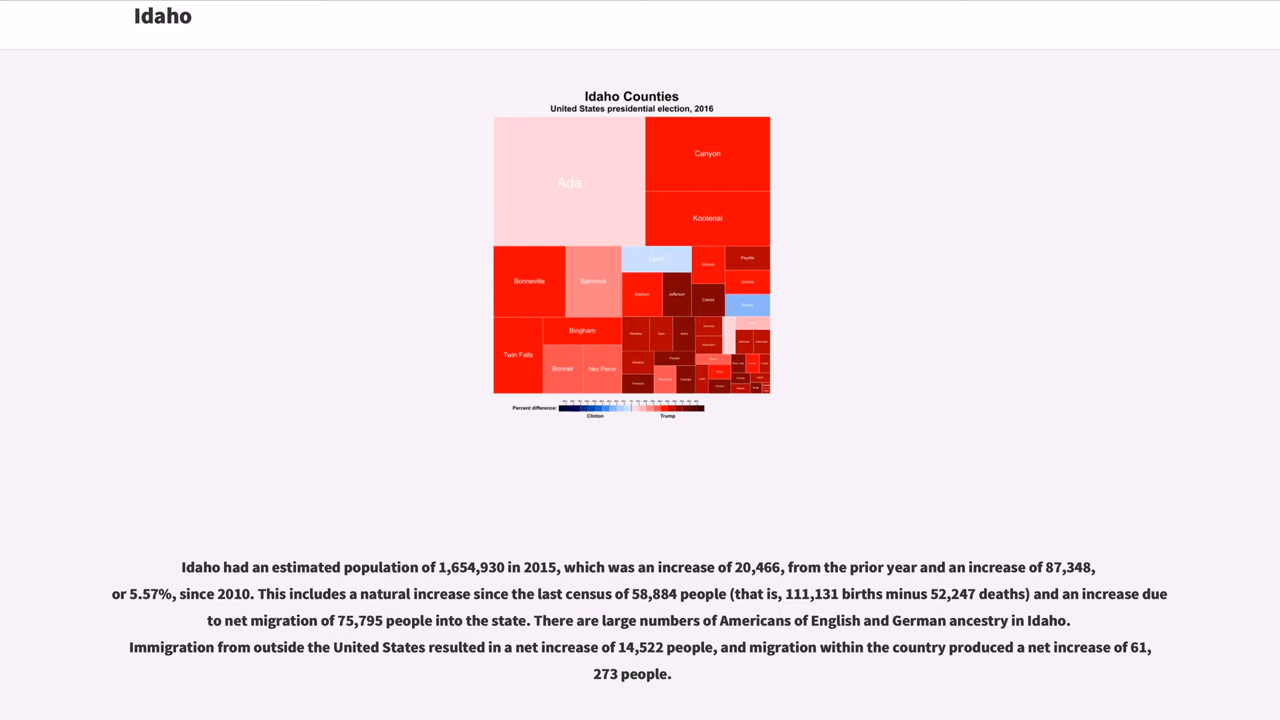 Idaho
Idaho Counties
United States presidential election, 2016
Ada
Canyon
Kootenai
Bonneville
Bannock
Twin Falls
Bingham
Bonner
Nez Perce
Latah
Madison
Jefferson
Elmore
Cassia
Payette
Jerome
Blaine
Percent difference:
Clinton
Trump
Idaho had an estimated population of 1,654,930 in 2015, which was an increase of 20,466, from the prior year and an increase of 87,348,
or 5.57%, since 2010. This includes a natural increase since the last census of 58,884 people (that is, 111,131 births minus 52,247 deaths) and an increase due
to net migration of 75,795 people into the state. There are large numbers of Americans of English and German ancestry in Idaho.
Immigration from outside the United States resulted in a net increase of 14,522 people, and migration within the country produced a net increase of 61,
273 people.